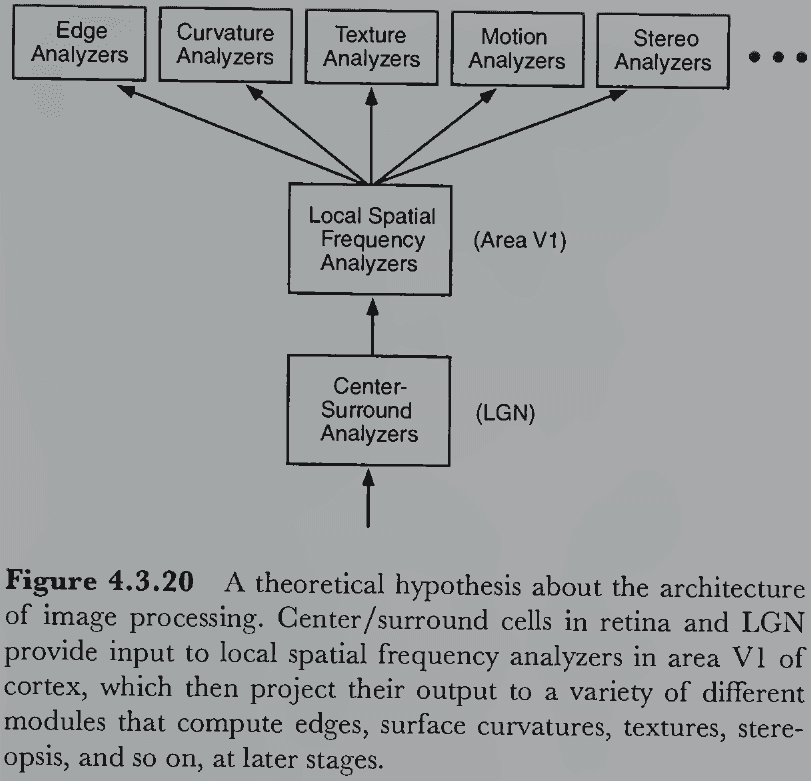 Edge
Analyzers
Curvature
Analyzers
Texture
Analyzers
Motion
Analyzers
Stereo
Analyzers
Local Spatial
Frequency
Analyzers
(Area V1)
Center-
Surround
Analyzers
(LGN)
Figure 4.3.20 A theoretical hypothesis about the architecture
of image processing. Center/surround cells in retina and LGN
provide input to local spatial frequency analyzers in area V1 of
cortex, which then project their output to a variety of different
modules that compute edges, surface curvatures, textures, stere-
opsis, and so on, at later stages.